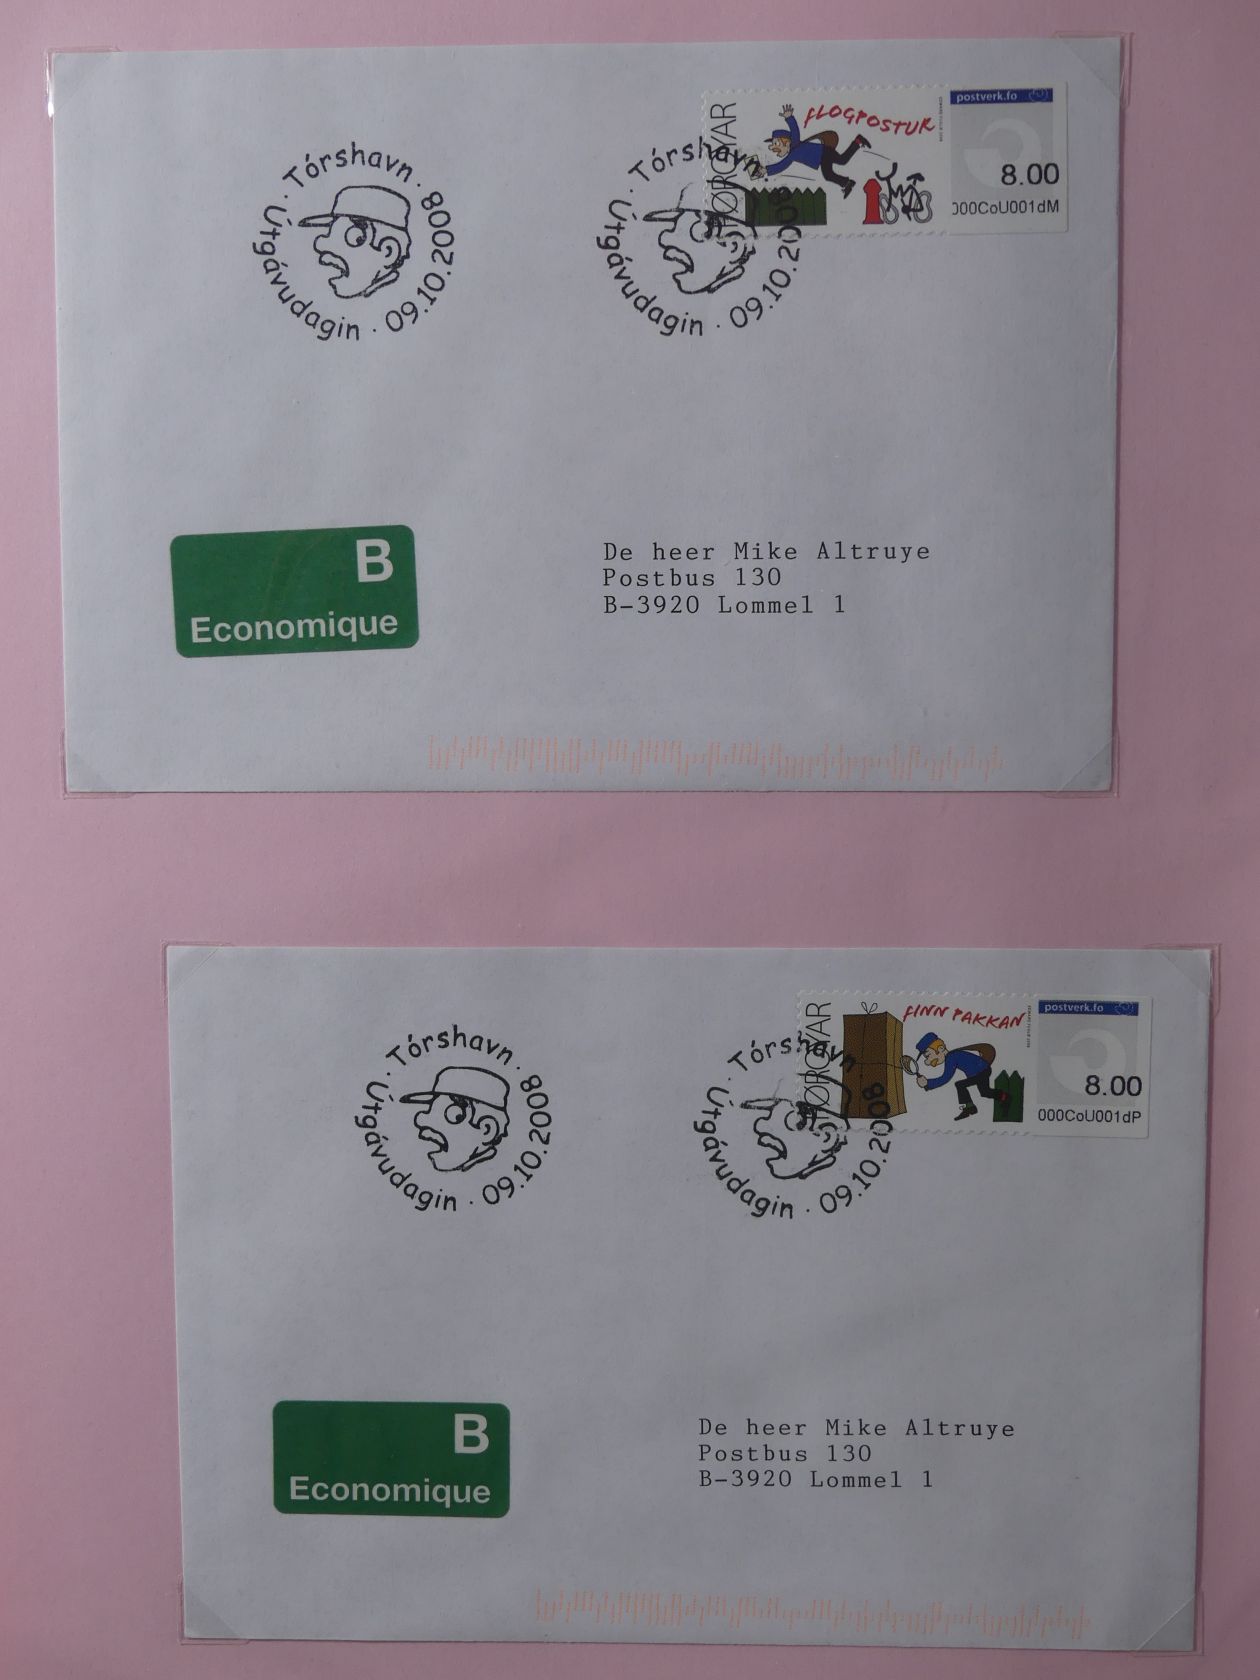 Tórshavn · 09.10.2008
Útgávudagin ·
Tórshavn · 09.10.2008
Útgávudagin ·
FØROYAR
FLOGPOSTUR
postverk.fo
8.00
000CoU001dM
B
Economique
De heer Mike Altruye
Postbus 130
B-3920 Lommel 1
Tórshavn · 09.10.2008
Útgávudagin ·
Tórshavn · 09.10.2008
Útgávudagin ·
FØROYAR
FINN PAKKAN
postverk.fo
8.00
000CoU001dP
B
Economique
De heer Mike Altruye
Postbus 130
B-3920 Lommel 1